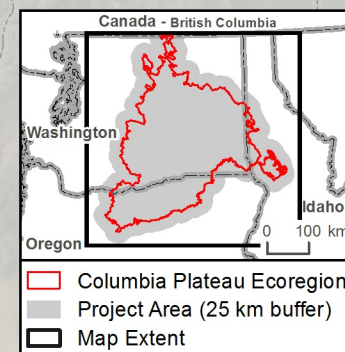 Canada - British Columbia
Washington
Idaho
Oregon
0 100 km
Columbia Plateau Ecoregion
Project Area (25 km buffer)
Map Extent